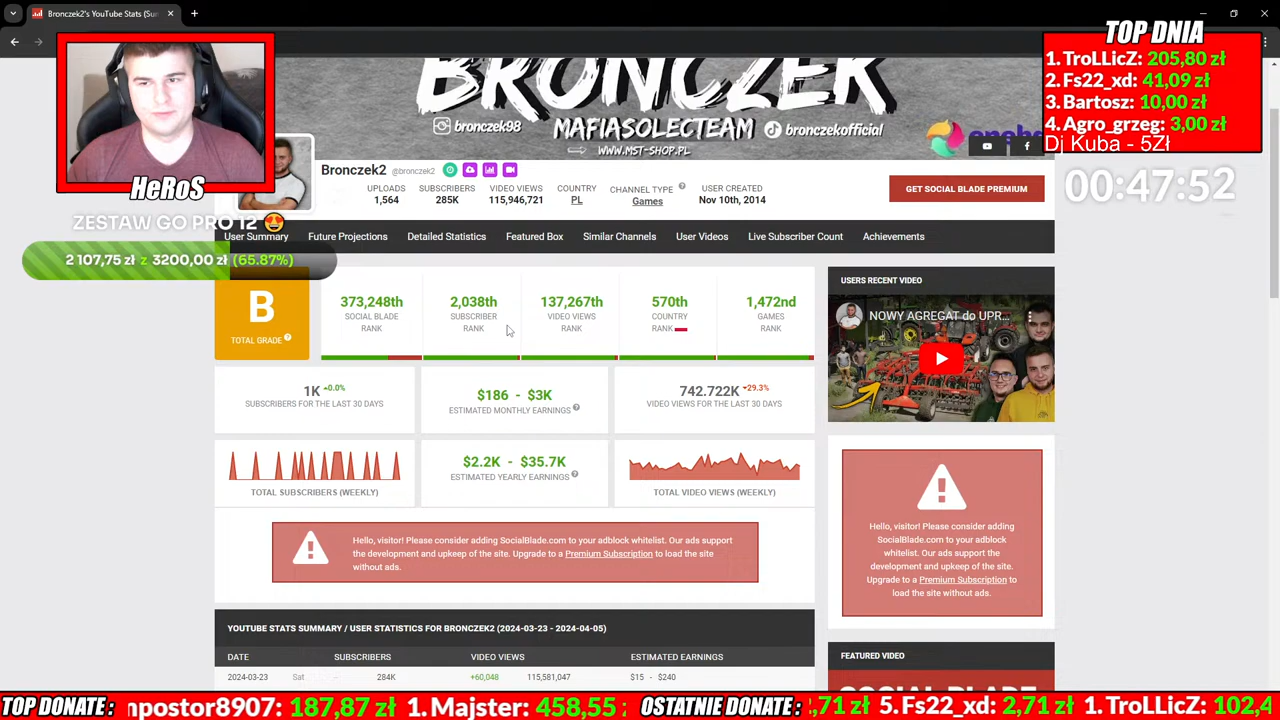 Bronczek2's YouTube Stats (Sum
TOP DNIA
1. TroLLicZ: 205,80 zł
2. Fs22_xd: 41,09 zł
3. Bartosz: 10,00 zł
4. Agro_grzeg: 3,00 zł
Dj Kuba - 5Zł
00:47:52
HeRoS
ZESTAW GO PRO 12 😍
2 107,75 zł z 3200,00 zł (65.87%)
BRONCZEK
bronczek98 MAFIASOLECTEAM bronczekofficial
WWW.MST-SHOP.PL
Bronczek2 @bronczek2
UPLOADS SUBSCRIBERS VIDEO VIEWS COUNTRY CHANNEL TYPE USER CREATED
1,564 285K 115,946,721 PL Games Nov 10th, 2014
GET SOCIAL BLADE PREMIUM
User Summary Future Projections Detailed Statistics Featured Box Similar Channels User Videos Live Subscriber Count Achievements
B
TOTAL GRADE
373,248th
SOCIAL BLADE
RANK
2,038th
SUBSCRIBER
RANK
137,267th
VIDEO VIEWS
RANK
570th
COUNTRY
RANK
1,472nd
GAMES
RANK
1K 0.0%
SUBSCRIBERS FOR THE LAST 30 DAYS
$186 - $3K
ESTIMATED MONTHLY EARNINGS
742.722K 29.3%
VIDEO VIEWS FOR THE LAST 30 DAYS
TOTAL SUBSCRIBERS (WEEKLY)
$2.2K - $35.7K
ESTIMATED YEARLY EARNINGS
TOTAL VIDEO VIEWS (WEEKLY)
Hello, visitor! Please consider adding SocialBlade.com to your adblock whitelist. Our ads support
the development and upkeep of the site. Upgrade to a Premium Subscription to load the site
without ads.
YOUTUBE STATS SUMMARY / USER STATISTICS FOR BRONCZEK2 (2024-03-23 - 2024-04-05)
DATE SUBSCRIBERS VIDEO VIEWS ESTIMATED EARNINGS
2024-03-23 Sat - 284K +60,048 115,581,047 $15 - $240
USERS RECENT VIDEO
NOWY AGREGAT do UPR...
Hello, visitor! Please consider adding
SocialBlade.com to your adblock
whitelist. Our ads support the
development and upkeep of the site.
Upgrade to a Premium Subscription to
load the site without ads.
FEATURED VIDEO
SOCIAL BLADE
TOP DONATE : npostor8907: 187,87 zł 1. Majster: 458,55 OSTATNIE DONATE : ,71 zł 5. Fs22_xd: 2,71 zł 1. TroLLicZ: 102,4